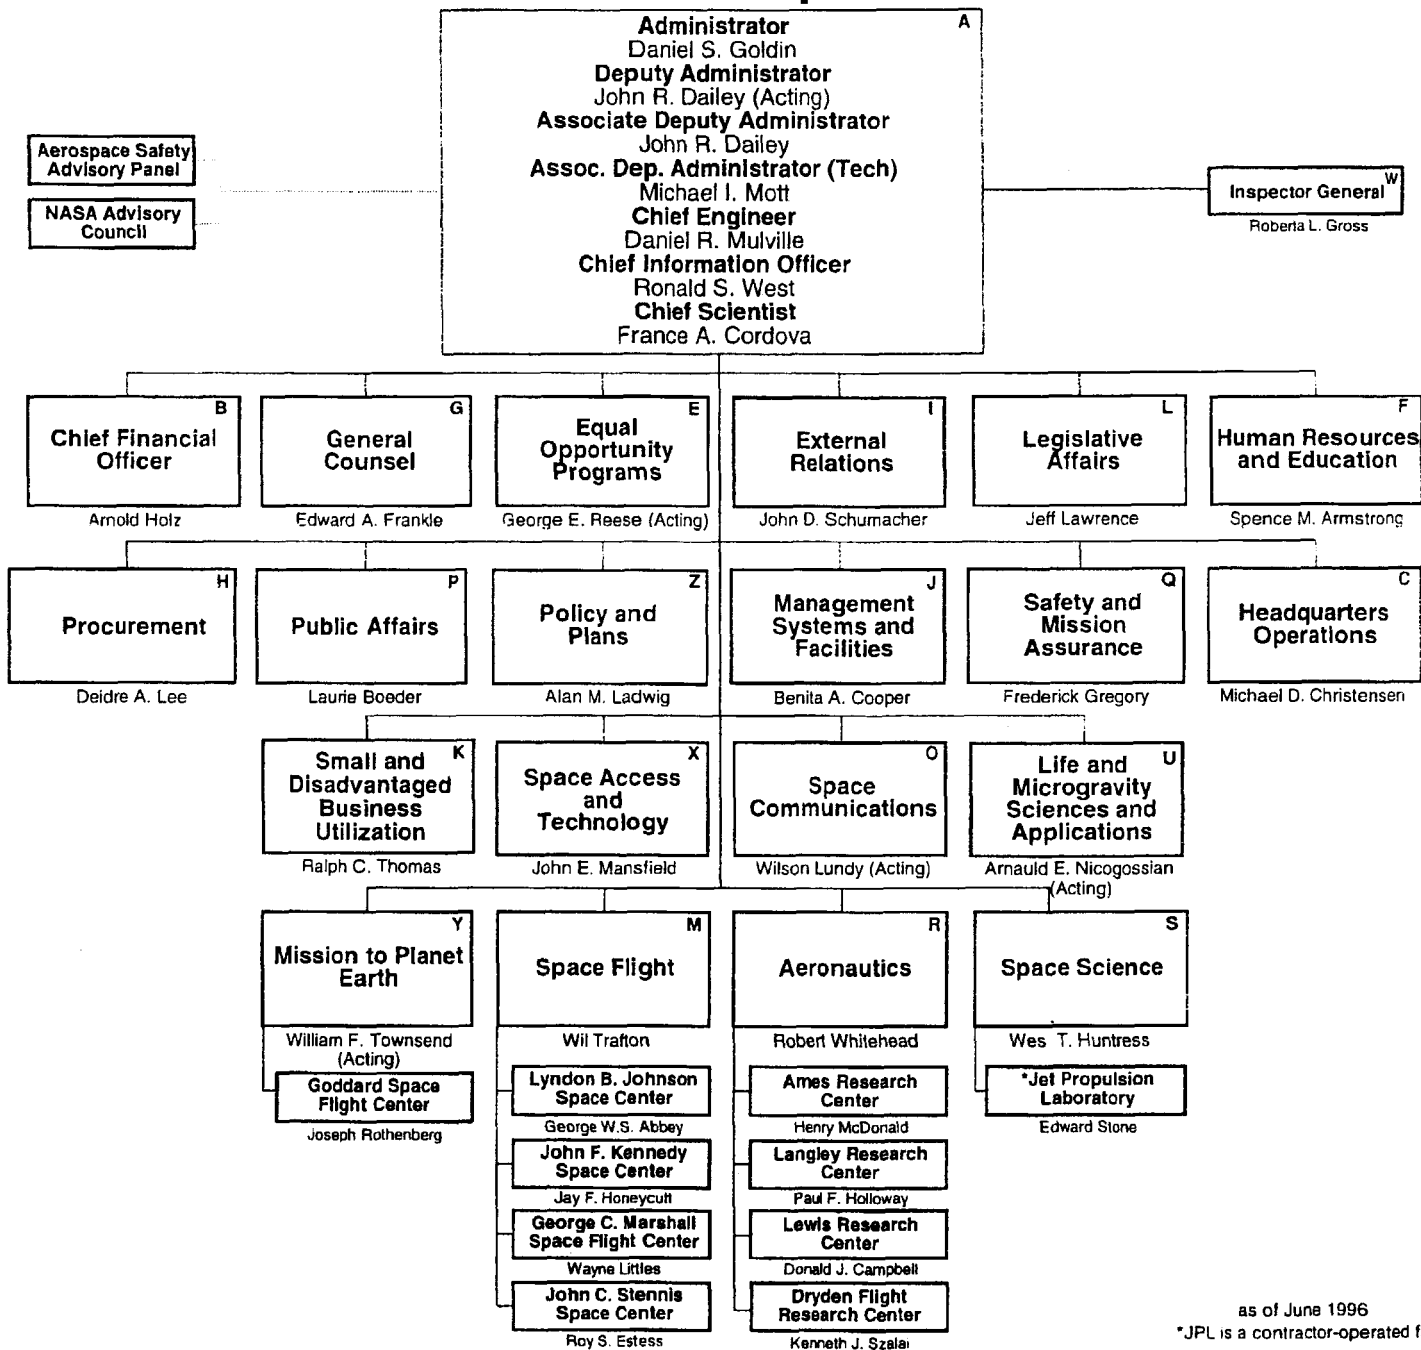 A
Administrator
Daniel S. Goldin
Deputy Administrator
John R. Dailey (Acting)
Associate Deputy Administrator
John R. Dailey
Assoc. Dep. Administrator (Tech)
Michael I. Mott
Chief Engineer
Daniel R. Mulville
Chief Information Officer
Ronald S. West
Chief Scientist
France A. Cordova
Aerospace Safety
Advisory Panel
NASA Advisory
Council
W
Inspector General
Roberta L. Gross
B
Chief Financial
Officer
Arnold Holz
G
General
Counsel
Edward A. Frankle
E
Equal
Opportunity
Programs
George E. Reese (Acting)
I
External
Relations
John D. Schumacher
L
Legislative
Affairs
Jeff Lawrence
F
Human Resources
and Education
Spence M. Armstrong
H
Procurement
Deidre A. Lee
P
Public Affairs
Laurie Boeder
Z
Policy and
Plans
Alan M. Ladwig
J
Management
Systems and
Facilities
Benita A. Cooper
Q
Safety and
Mission
Assurance
Frederick Gregory
C
Headquarters
Operations
Michael D. Christensen
K
Small and
Disadvantaged
Business
Utilization
Ralph C. Thomas
X
Space Access
and
Technology
John E. Mansfield
O
Space
Communications
Wilson Lundy (Acting)
U
Life and
Microgravity
Sciences and
Applications
Arnauld E. Nicogossian
(Acting)
Y
Mission to Planet
Earth
William F. Townsend
(Acting)
Goddard Space
Flight Center
Joseph Rothenberg
M
Space Flight
Wil Trafton
Lyndon B. Johnson
Space Center
George W.S. Abbey
John F. Kennedy
Space Center
Jay F. Honeycutt
George C. Marshall
Space Flight Center
Wayne Littles
John C. Stennis
Space Center
Roy S. Estess
R
Aeronautics
Robert Whitehead
Ames Research
Center
Henry McDonald
Langley Research
Center
Paul F. Holloway
Lewis Research
Center
Donald J. Campbell
Dryden Flight
Research Center
Kenneth J. Szalai
S
Space Science
Wes T. Huntress
*Jet Propulsion
Laboratory
Edward Stone
as of June 1996
*JPL is a contractor-operated f